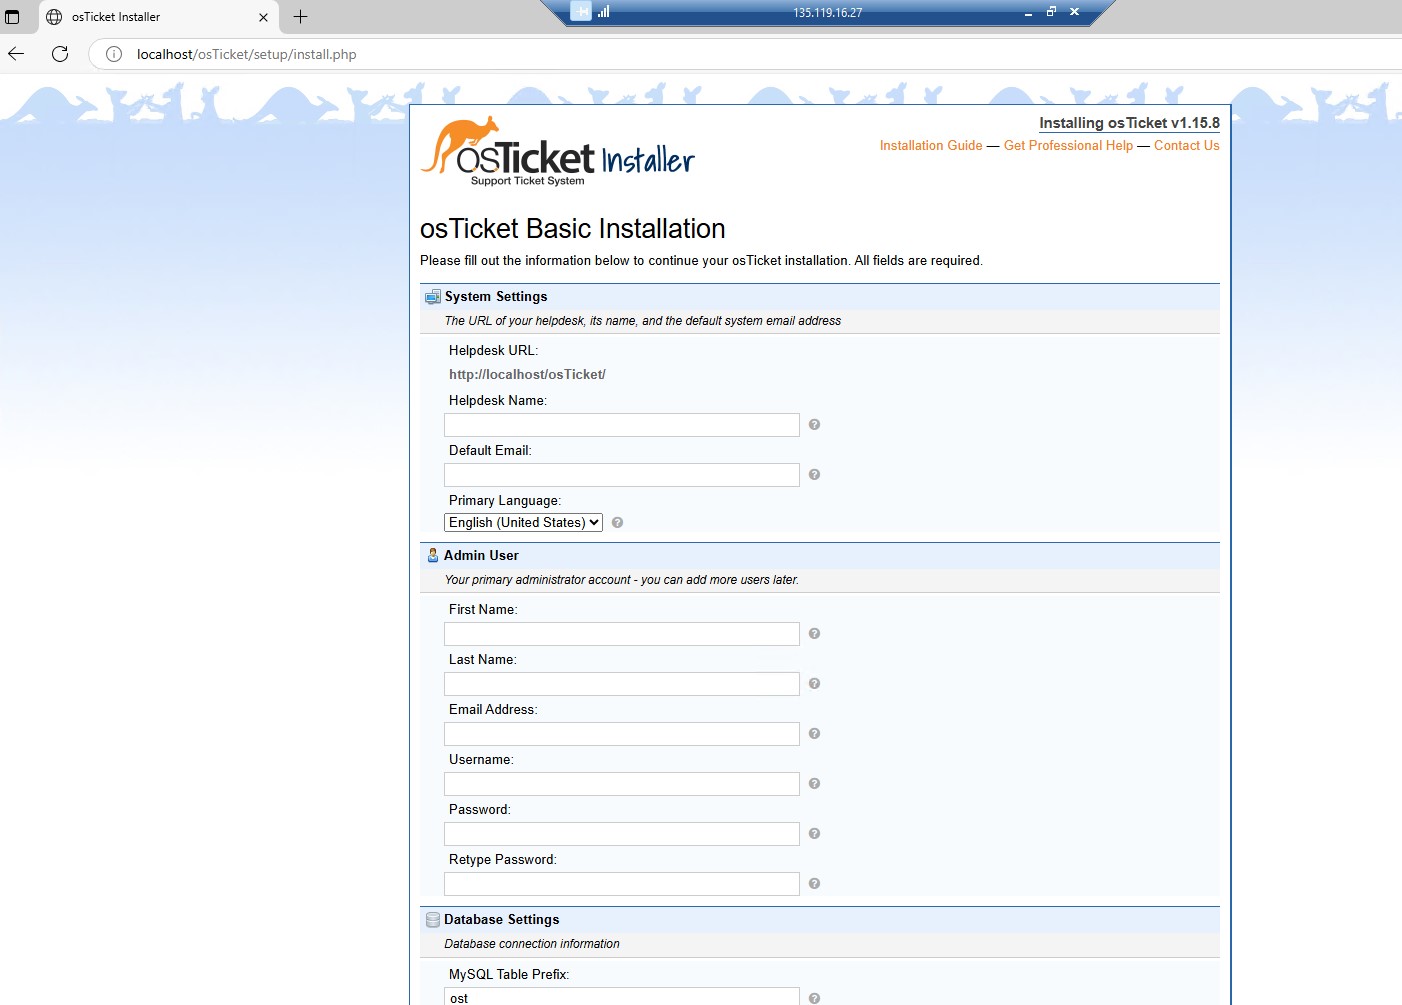 osTicket Installer
135.119.16.27
localhost/osTicket/setup/install.php
osTicket Installer
Support Ticket System
Installing osTicket v1.15.8
Installation Guide — Get Professional Help — Contact Us
osTicket Basic Installation
Please fill out the information below to continue your osTicket installation. All fields are required.
System Settings
The URL of your helpdesk, its name, and the default system email address
Helpdesk URL:
http://localhost/osTicket/
Helpdesk Name:
Default Email:
Primary Language:
English (United States)
Admin User
Your primary administrator account - you can add more users later.
First Name:
Last Name:
Email Address:
Username:
Password:
Retype Password:
Database Settings
Database connection information
MySQL Table Prefix:
ost